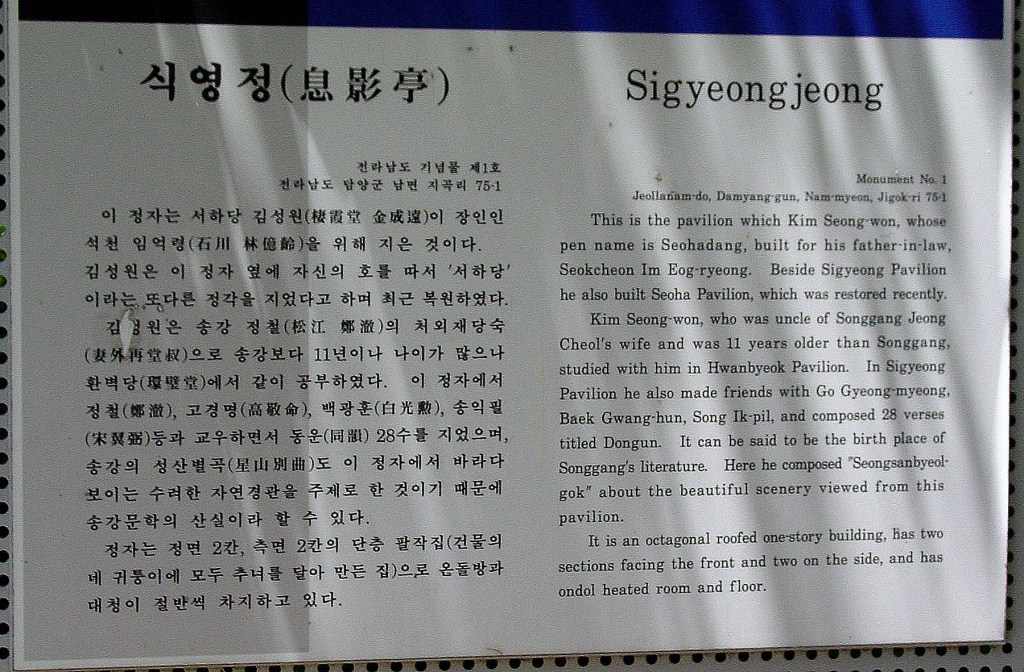 식영정(息影亭)
전라남도 기념물 제1호
전라남도 담양군 남면 지곡리 75-1
이 정자는 서하당 김성원(棲霞堂 金成遠)이 장인인
석천 임억령(石川 林億齡)을 위해 지은 것이다.
김성원은 이 정자 옆에 자신의 호를 따서 '서하당'
이라는 또다른 정각을 지었다고 하며 최근 복원하였다.
김성원은 송강 정철(松江 鄭澈)의 처외재당숙
(妻外再堂叔)으로 송강보다 11년이나 나이가 많으나
환벽당(環璧堂)에서 같이 공부하였다. 이 정자에서
정철(鄭澈), 고경명(高敬命), 백광훈(白光勳), 송익필
(宋翼弼)등과 교우하면서 동운(同韻) 28수를 지었으며,
송강의 성산별곡(星山別曲)도 이 정자에서 바라다
보이는 수려한 자연경관을 주제로 한 것이기 때문에
송강문학의 산실이라 할 수 있다.
정자는 정면 2칸, 측면 2칸의 단층 팔작집(건물의
네 귀퉁이에 모두 추녀를 달아 만든 집)으로 온돌방과
대청이 절반씩 차지하고 있다.
Sigyeongjeong
Monument No. 1
Jeollanam-do, Damyang-gun, Nam-myeon, Jigok-ri 75-1
This is the pavilion which Kim Seong-won, whose
pen name is Seohadang, built for his father-in-law,
Seokcheon Im Eog-ryeong. Beside Sigyeong Pavilion
he also built Seoha Pavilion, which was restored recently.
Kim Seong-won, who was uncle of Songgang Jeong
Cheol's wife and was 11 years older than Songgang,
studied with him in Hwanbyeok Pavilion. In Sigyeong
Pavilion he also made friends with Go Gyeong-myeong,
Baek Gwang-hun, Song Ik-pil, and composed 28 verses
titled Dongun. It can be said to be the birth place of
Songgang's literature. Here he composed "Seongsanbyeol-
gok" about the beautiful scenery viewed from this
pavilion.
It is an octagonal roofed one-story building, has two
sections facing the front and two on the side, and has
ondol heated room and floor.